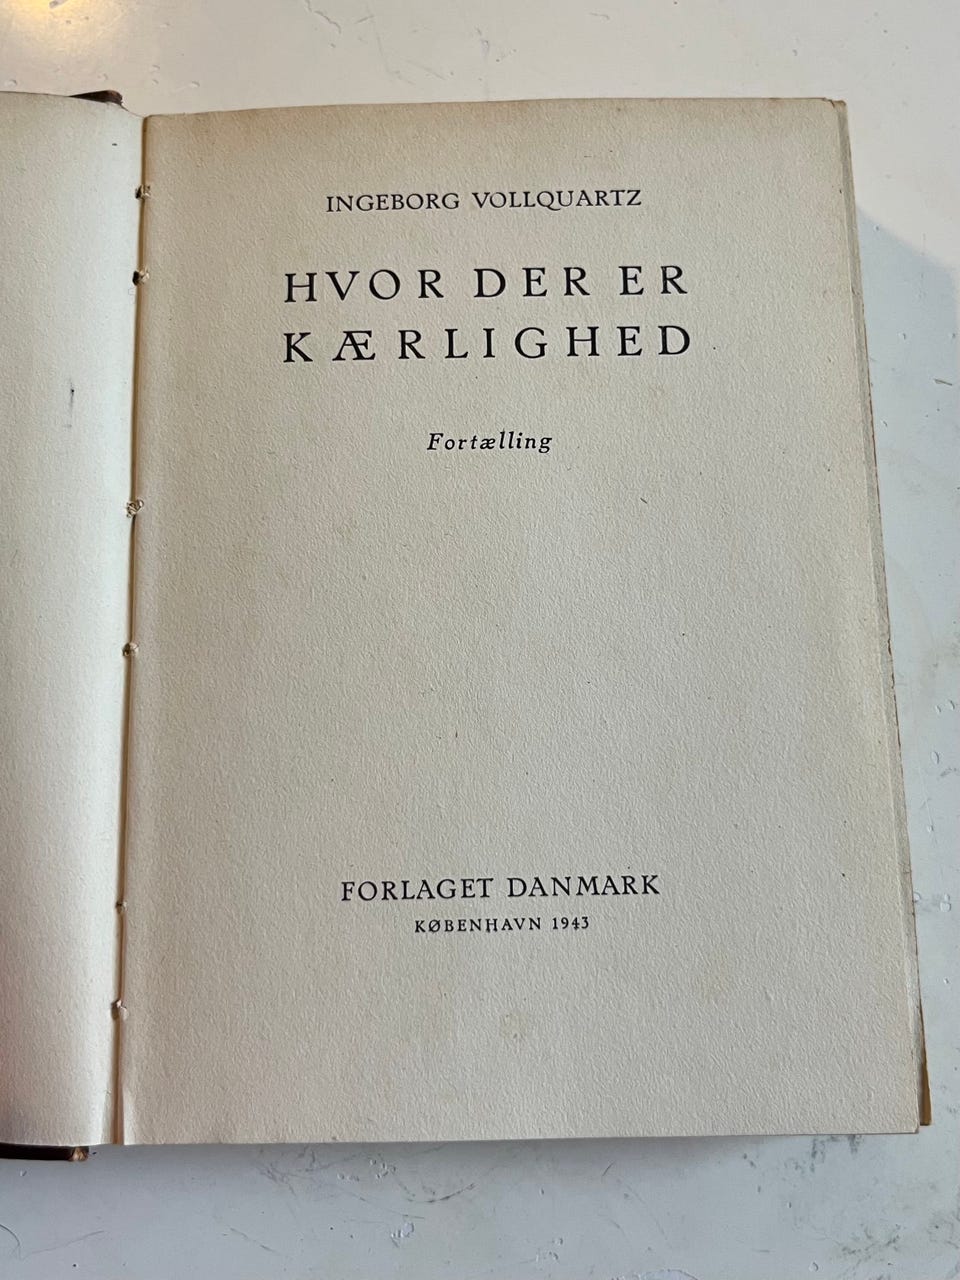 INGEBORG VOLLQUARTZ
HVOR DER ER
KÆRLIGHED
Fortælling
FORLAGET DANMARK
KØBENHAVN 1943